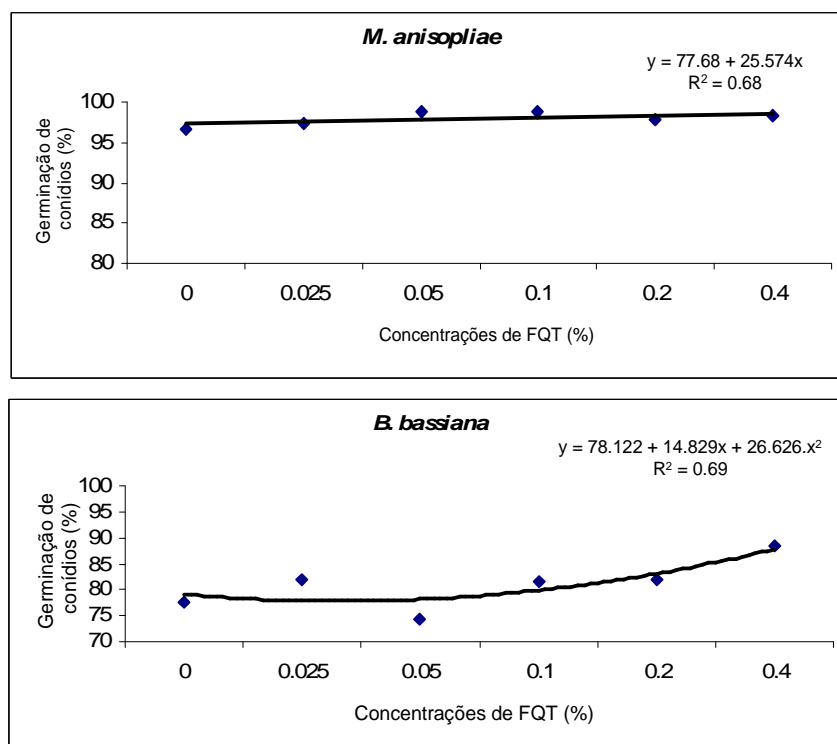 M. anisopliae
y = 77.68 + 25.574x
R² = 0.68
Germinação de
conídios (%)
100
95
90
85
80
0 0.025 0.05 0.1 0.2 0.4
Concentrações de FQT (%)
B. bassiana
y = 78.122 + 14.829x + 26.626.x²
R² = 0.69
Germinação de
conídios (%)
100
95
90
85
80
75
70
0 0.025 0.05 0.1 0.2 0.4
Concentrações de FQT (%)